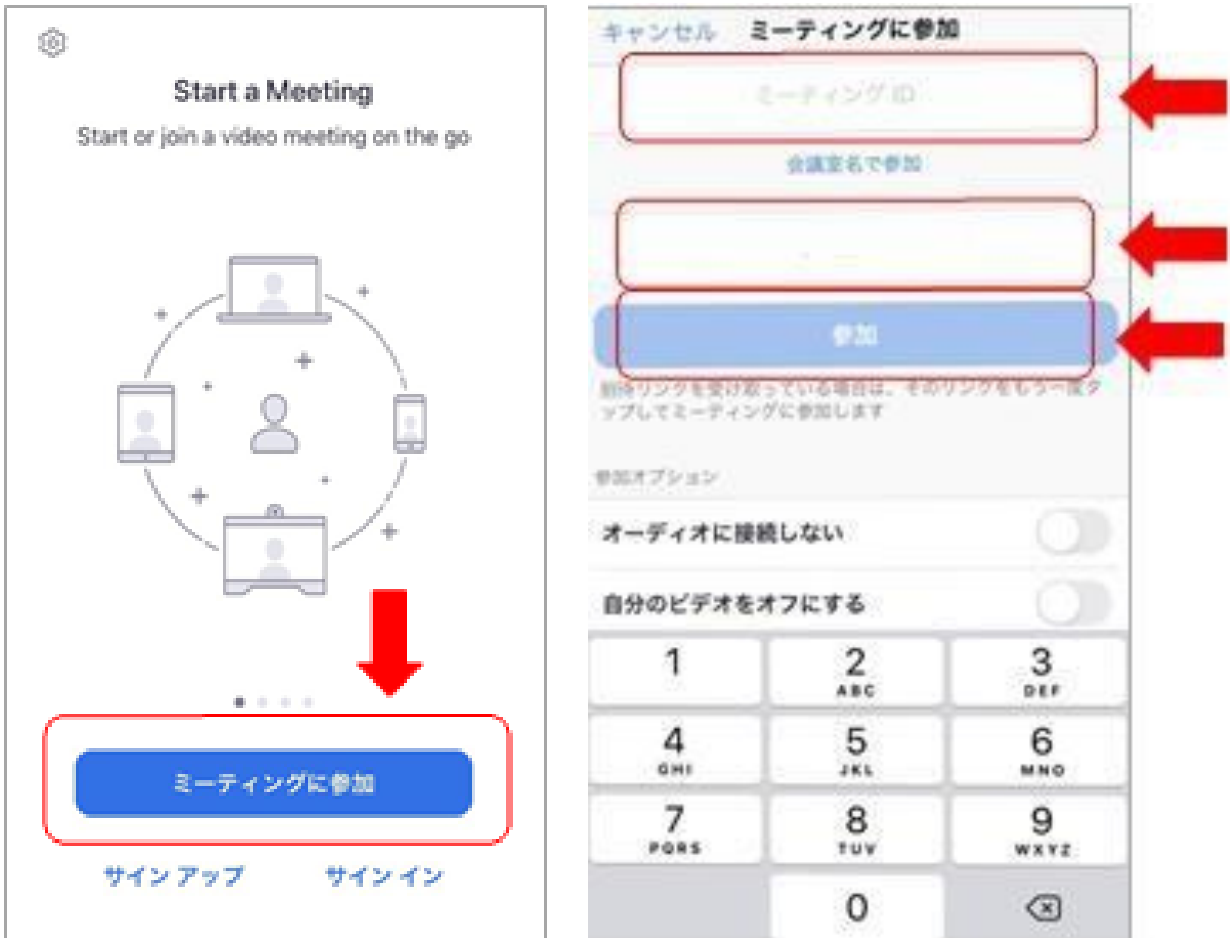 Start a Meeting
Start or join a video meeting on the go
ミーティングに参加
サインアップ
サインイン
キャンセル
ミーティングに参加
ミーティング ID
会議室名で参加
参加
招待リンクを受け取っている場合は、そのリンクをもう一度タ
ップしてミーティングに参加します
参加オプション
オーディオに接続しない
自分のビデオをオフにする
1
2
ABC
3
DEF
4
GHI
5
JKL
6
MNO
7
PQRS
8
TUV
9
WXYZ
0